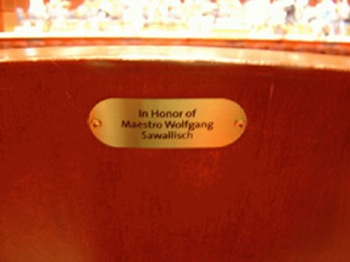 In Honor of
Maestro Wolfgang
Sawallisch